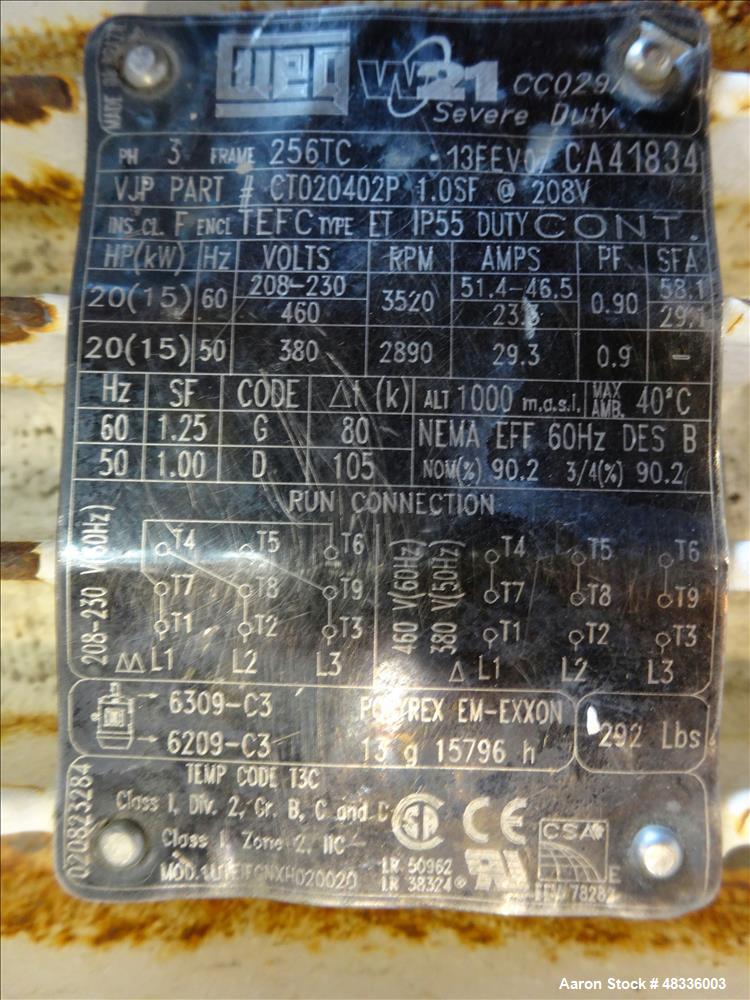 WEG W21 CC029A
Severe Duty
PH 3 FRAME 256TC 13FEV07 CA41834
VJP PART # CT020402P 1.0SF @ 208V
INS. CL. F ENCL TEFC TYPE ET IP55 DUTY CONT.
HP(kW) Hz VOLTS RPM AMPS PF SFA
20(15) 60 208-230 3520 51.4-46.5 0.90 58.1
460 29.1
20(15) 50 380 2890 29.3 0.9 -
Hz SF CODE Δt (k) ALT 1000 m.a.s.l. MAX AMB. 40°C
60 1.25 G 80 NEMA EFF 60Hz DES B
50 1.00 D 105 NOM(%) 90.2 3/4(%) 90.2
RUN CONNECTION
208-230 V(60Hz)
T4 T5 T6
T7 T8 T9
T1 T2 T3
ΔΔ L1 L2 L3
460 V(60Hz)
380 V(50Hz)
T4 T5 T6
T7 T8 T9
T1 T2 T3
Δ L1 L2 L3
6309-C3 POLYREX EM-EXXON
6209-C3 13 g 15796 h
292 Lbs
020823284
TEMP CODE T3C
Class I, Div. 2, Gr. B, C and D
Class I, Zone 2, IIC
MOD.
SA CE
LR 50962
LR 38324
UR
CSA E
78282
MADE
Aaron Stock # 48336003